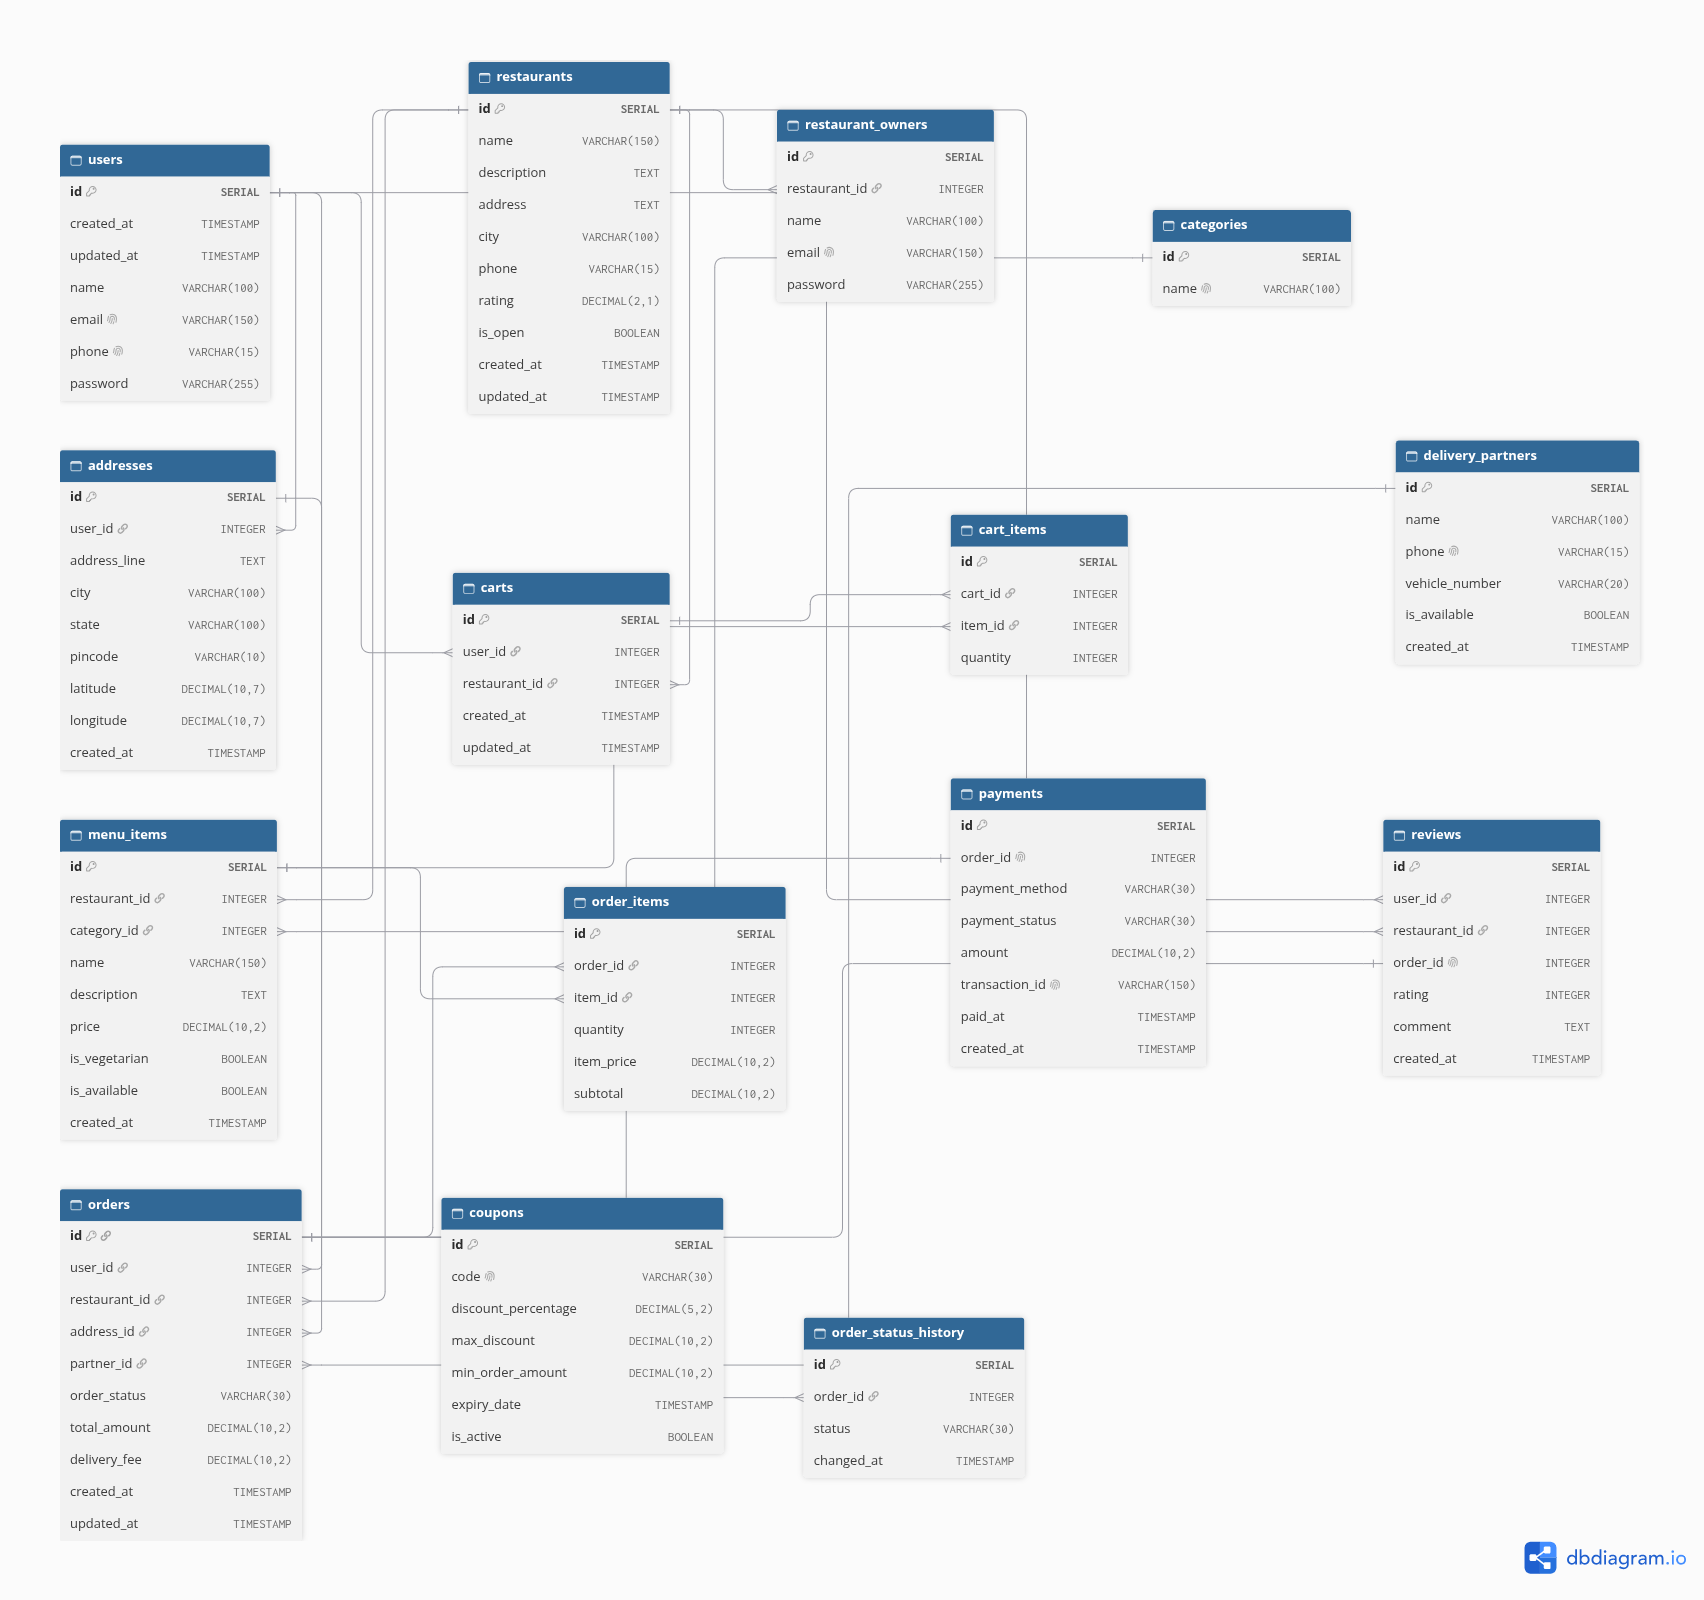 restaurants
id SERIAL
name VARCHAR(150)
description TEXT
address TEXT
city VARCHAR(100)
phone VARCHAR(15)
rating DECIMAL(2,1)
is_open BOOLEAN
created_at TIMESTAMP
updated_at TIMESTAMP
restaurant_owners
id SERIAL
restaurant_id INTEGER
name VARCHAR(100)
email VARCHAR(150)
password VARCHAR(255)
users
id SERIAL
created_at TIMESTAMP
updated_at TIMESTAMP
name VARCHAR(100)
email VARCHAR(150)
phone VARCHAR(15)
password VARCHAR(255)
categories
id SERIAL
name VARCHAR(100)
addresses
id SERIAL
user_id INTEGER
address_line TEXT
city VARCHAR(100)
state VARCHAR(100)
pincode VARCHAR(10)
latitude DECIMAL(10,7)
longitude DECIMAL(10,7)
created_at TIMESTAMP
delivery_partners
id SERIAL
name VARCHAR(100)
phone VARCHAR(15)
vehicle_number VARCHAR(20)
is_available BOOLEAN
created_at TIMESTAMP
cart_items
id SERIAL
cart_id INTEGER
item_id INTEGER
quantity INTEGER
carts
id SERIAL
user_id INTEGER
restaurant_id INTEGER
created_at TIMESTAMP
updated_at TIMESTAMP
menu_items
id SERIAL
restaurant_id INTEGER
category_id INTEGER
name VARCHAR(150)
description TEXT
price DECIMAL(10,2)
is_vegetarian BOOLEAN
is_available BOOLEAN
created_at TIMESTAMP
payments
id SERIAL
order_id INTEGER
payment_method VARCHAR(30)
payment_status VARCHAR(30)
amount DECIMAL(10,2)
transaction_id VARCHAR(150)
paid_at TIMESTAMP
created_at TIMESTAMP
reviews
id SERIAL
user_id INTEGER
restaurant_id INTEGER
order_id INTEGER
rating INTEGER
comment TEXT
created_at TIMESTAMP
order_items
id SERIAL
order_id INTEGER
item_id INTEGER
quantity INTEGER
item_price DECIMAL(10,2)
subtotal DECIMAL(10,2)
orders
id SERIAL
user_id INTEGER
restaurant_id INTEGER
address_id INTEGER
partner_id INTEGER
order_status VARCHAR(30)
total_amount DECIMAL(10,2)
delivery_fee DECIMAL(10,2)
created_at TIMESTAMP
updated_at TIMESTAMP
coupons
id SERIAL
code VARCHAR(30)
discount_percentage DECIMAL(5,2)
max_discount DECIMAL(10,2)
min_order_amount DECIMAL(10,2)
expiry_date TIMESTAMP
is_active BOOLEAN
order_status_history
id SERIAL
order_id INTEGER
status VARCHAR(30)
changed_at TIMESTAMP
dbdiagram.io